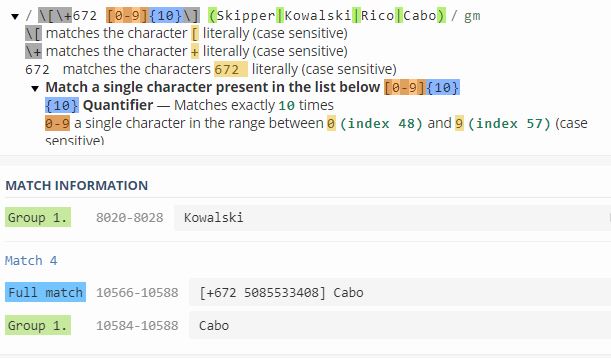 / \[\+672 [0-9]{10}\] (Skipper|Kowalski|Rico|Cabo) / gm
\[ matches the character [ literally (case sensitive)
\+ matches the character + literally (case sensitive)
672 matches the characters 672 literally (case sensitive)
Match a single character present in the list below [0-9]{10}
{10} Quantifier — Matches exactly 10 times
0-9 a single character in the range between 0 (index 48) and 9 (index 57) (case
sensitive)
MATCH INFORMATION
Group 1. 8020-8028 Kowalski
Match 4
Full match 10566-10588 [+672 5085533408] Cabo
Group 1. 10584-10588 Cabo